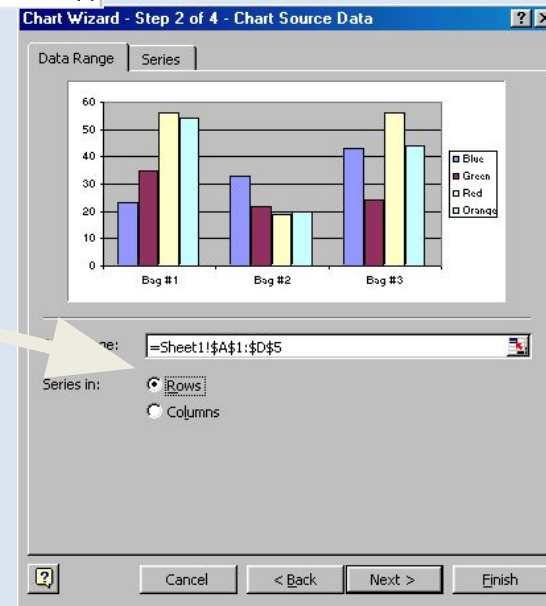 Chart Wizard - Step 2 of 4 - Chart Source Data
Data Range Series
60
50
40
30
20
10
0
Bag #1 Bag #2 Bag #3
Blue
Green
Red
Orange
=Sheet1!$A$1:$D$5
Series in: Rows
Columns
Cancel < Back Next > Finish